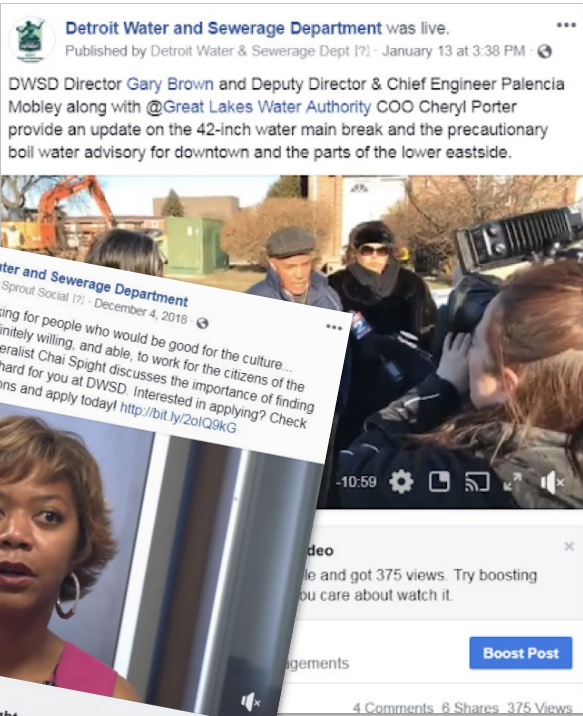 Detroit Water and Sewerage Department was live.
Published by Detroit Water & Sewerage Dept [?] · January 13 at 3:38 PM ·
DWSD Director Gary Brown and Deputy Director & Chief Engineer Palencia
Mobley along with @Great Lakes Water Authority COO Cheryl Porter
provide an update on the 42-inch water main break and the precautionary
boil water advisory for downtown and the parts of the lower eastside.
ter and Sewerage Department
Sprout Social [?] · December 4, 2018 ·
king for people who would be good for the culture...
finitely willing, and able, to work for the citizens of the
eralist Chai Spight discusses the importance of finding
hard for you at DWSD. Interested in applying? Check
ons and apply today! http://bit.ly/2oIQ9kG
-10:59
deo
le and got 375 views. Try boosting
ou care about watch it.
gements
Boost Post
4 Comments 6 Shares 375 Views